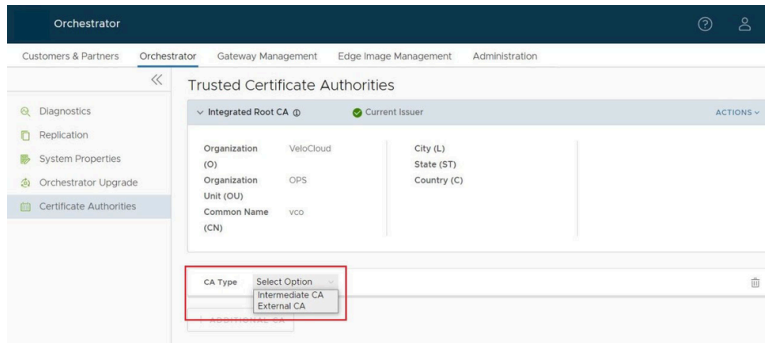 Orchestrator
Customers & Partners Orchestrator Gateway Management Edge Image Management Administration
Trusted Certificate Authorities
Diagnostics
Replication
System Properties
Orchestrator Upgrade
Certificate Authorities
Integrated Root CA
Current Issuer
ACTIONS
Organization (O) VeloCloud
Organization Unit (OU) OPS
Common Name (CN) vco
City (L)
State (ST)
Country (C)
CA Type Select Option
Intermediate CA
External CA
ADDITIONAL CA